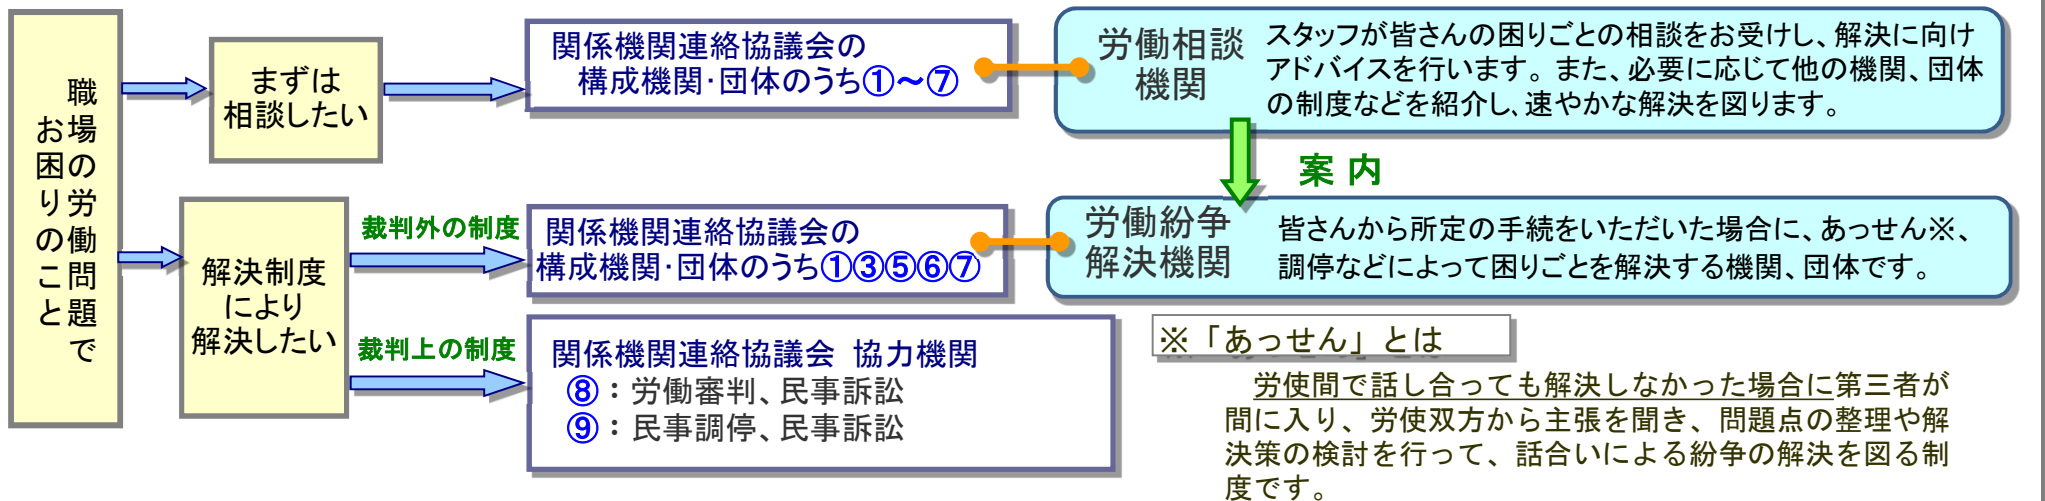 職場の労働問題で
お困りのこと
まずは
相談したい
関係機関連絡協議会の
構成機関・団体のうち①～⑦
労働相談
機関
スタッフが皆さんの困りごとの相談をお受けし、解決に向け
アドバイスを行います。また、必要に応じて他の機関、団体
の制度などを紹介し、速やかな解決を図ります。
案内
解決制度
により
解決したい
裁判外の制度
関係機関連絡協議会の
構成機関・団体のうち①③⑤⑥⑦
労働紛争
解決機関
皆さんから所定の手続をいただいた場合に、あっせん※、
調停などによって困りごとを解決する機関、団体です。
裁判上の制度
関係機関連絡協議会 協力機関
⑧：労働審判、民事訴訟
⑨：民事調停、民事訴訟
※「あっせん」とは
労使間で話し合っても解決しなかった場合に第三者が
間に入り、労使双方から主張を聞き、問題点の整理や解
決策の検討を行って、話合いによる紛争の解決を図る制
度です。